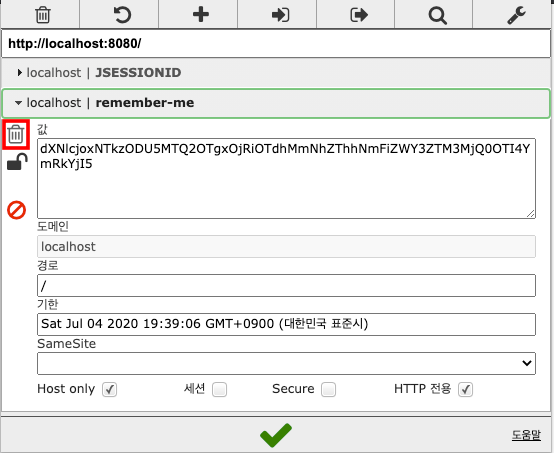 http://localhost:8080/
localhost | JSESSIONID
localhost | remember-me
값
dXNlcjoxNTkzODU5MTQ2OTgxOjRiOTdhMmNhZThhNmFiZWY3ZTM3MjQ0OTI4Y
mRkYjI5
도메인
localhost
경로
/
기한
Sat Jul 04 2020 19:39:06 GMT+0900 (대한민국 표준시)
SameSite
Host only 세션 Secure HTTP 전용
도움말